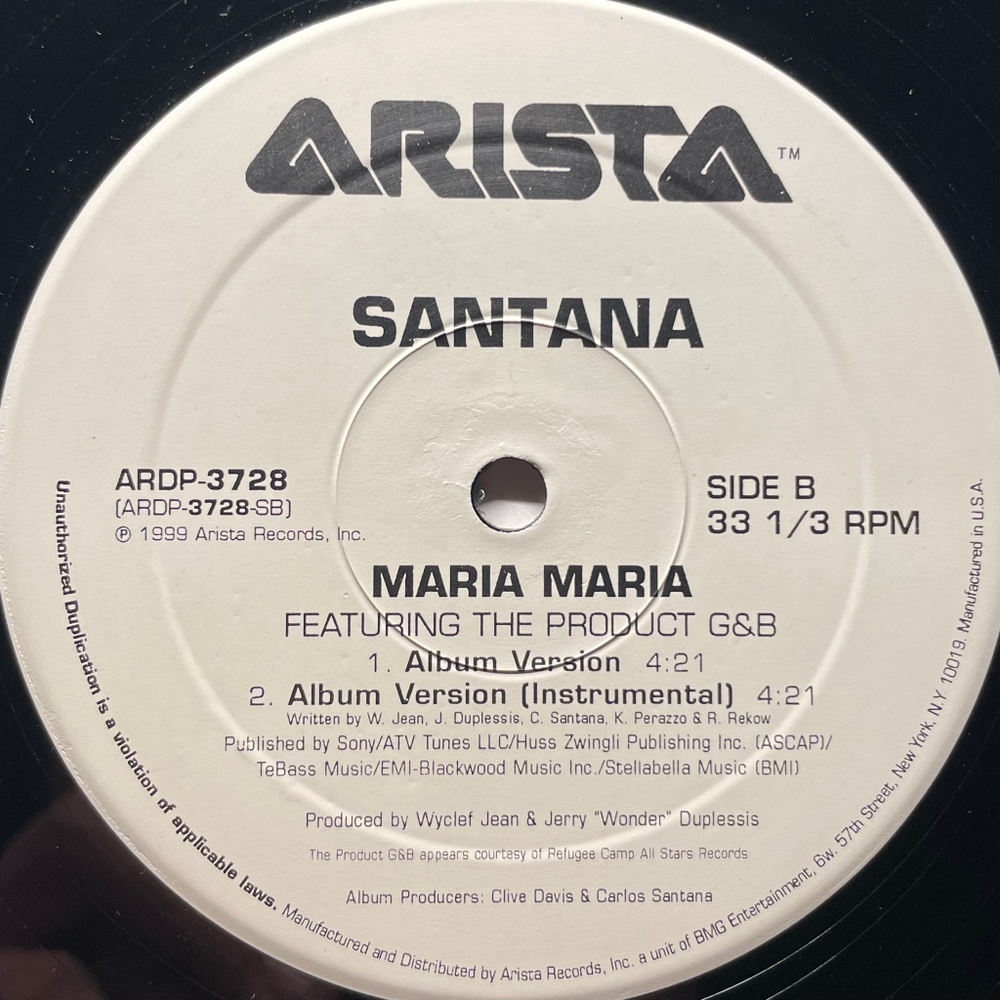 ARISTA™
SANTANA
ARDP-3728
(ARDP-3728-SB)
℗ 1999 Arista Records, Inc.
SIDE B
33 1/3 RPM
MARIA MARIA
FEATURING THE PRODUCT G&B
1. Album Version 4:21
2. Album Version (Instrumental) 4:21
Written by W. Jean, J. Duplessis, C. Santana, K. Perazzo & R. Rekow
Published by Sony/ATV Tunes LLC/Huss Zwingli Publishing Inc. (ASCAP)/
TeBass Music/EMI-Blackwood Music Inc./Stellabella Music (BMI)
Produced by Wyclef Jean & Jerry "Wonder" Duplessis
The Product G&B appears courtesy of Refugee Camp All Stars Records
Album Producers: Clive Davis & Carlos Santana
Unauthorized Duplication is a violation of applicable laws. Manufactured and Distributed by Arista Records, Inc. a unit of BMG Entertainment, 6w. 57th Street, New York, N.Y. 10019. Manufactured in U.S.A.